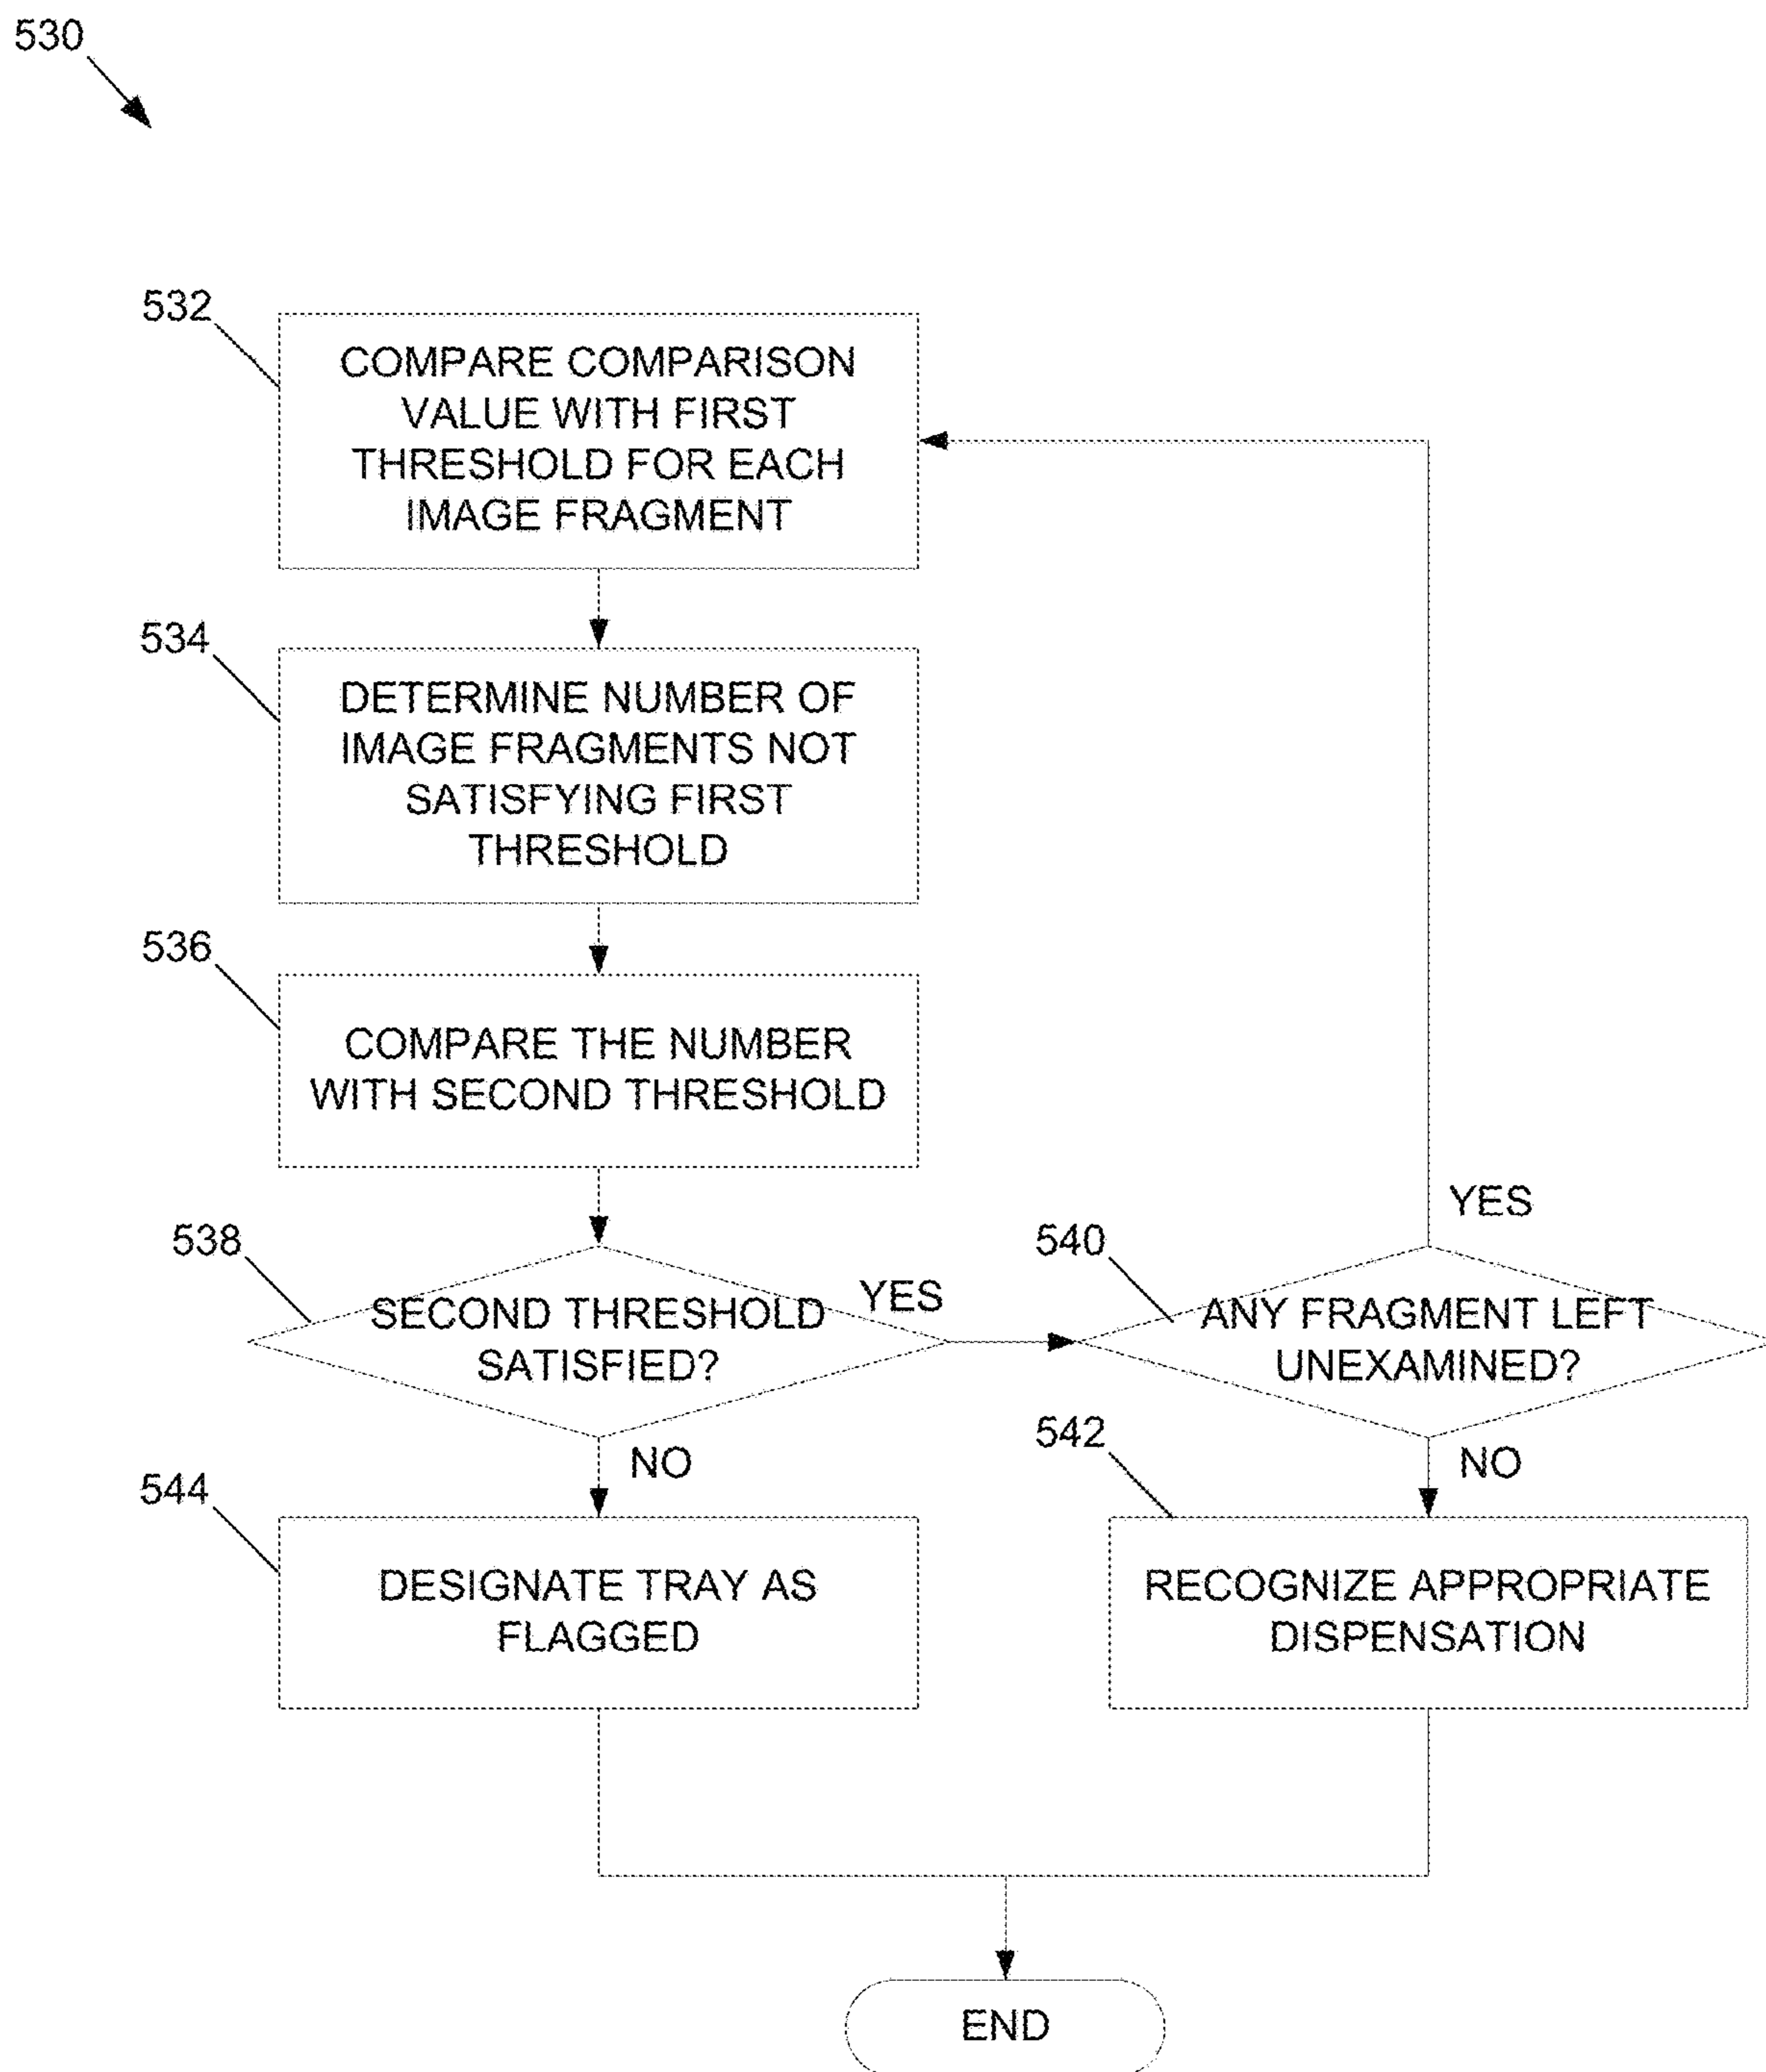 530
532
COMPARE COMPARISON
VALUE WITH FIRST
THRESHOLD FOR EACH
IMAGE FRAGMENT
534
DETERMINE NUMBER OF
IMAGE FRAGMENTS NOT
SATISFYING FIRST
THRESHOLD
536
COMPARE THE NUMBER
WITH SECOND THRESHOLD
538
SECOND THRESHOLD
SATISFIED?
YES
540
ANY FRAGMENT LEFT
UNEXAMINED?
YES
NO
544
DESIGNATE TRAY AS
FLAGGED
NO
542
RECOGNIZE APPROPRIATE
DISPENSATION
END